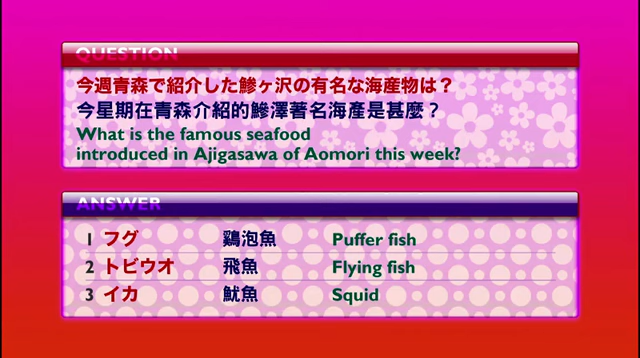 QUESTION
今週青森で紹介した鰺ヶ沢の有名な海産物は？
今星期在青森介紹的鰺澤著名海產是甚麼？
What is the famous seafood
introduced in Ajigasawa of Aomori this week?
ANSWER
1 フグ 鷄泡魚 Puffer fish
2 トビウオ 飛魚 Flying fish
3 イカ 魷魚 Squid